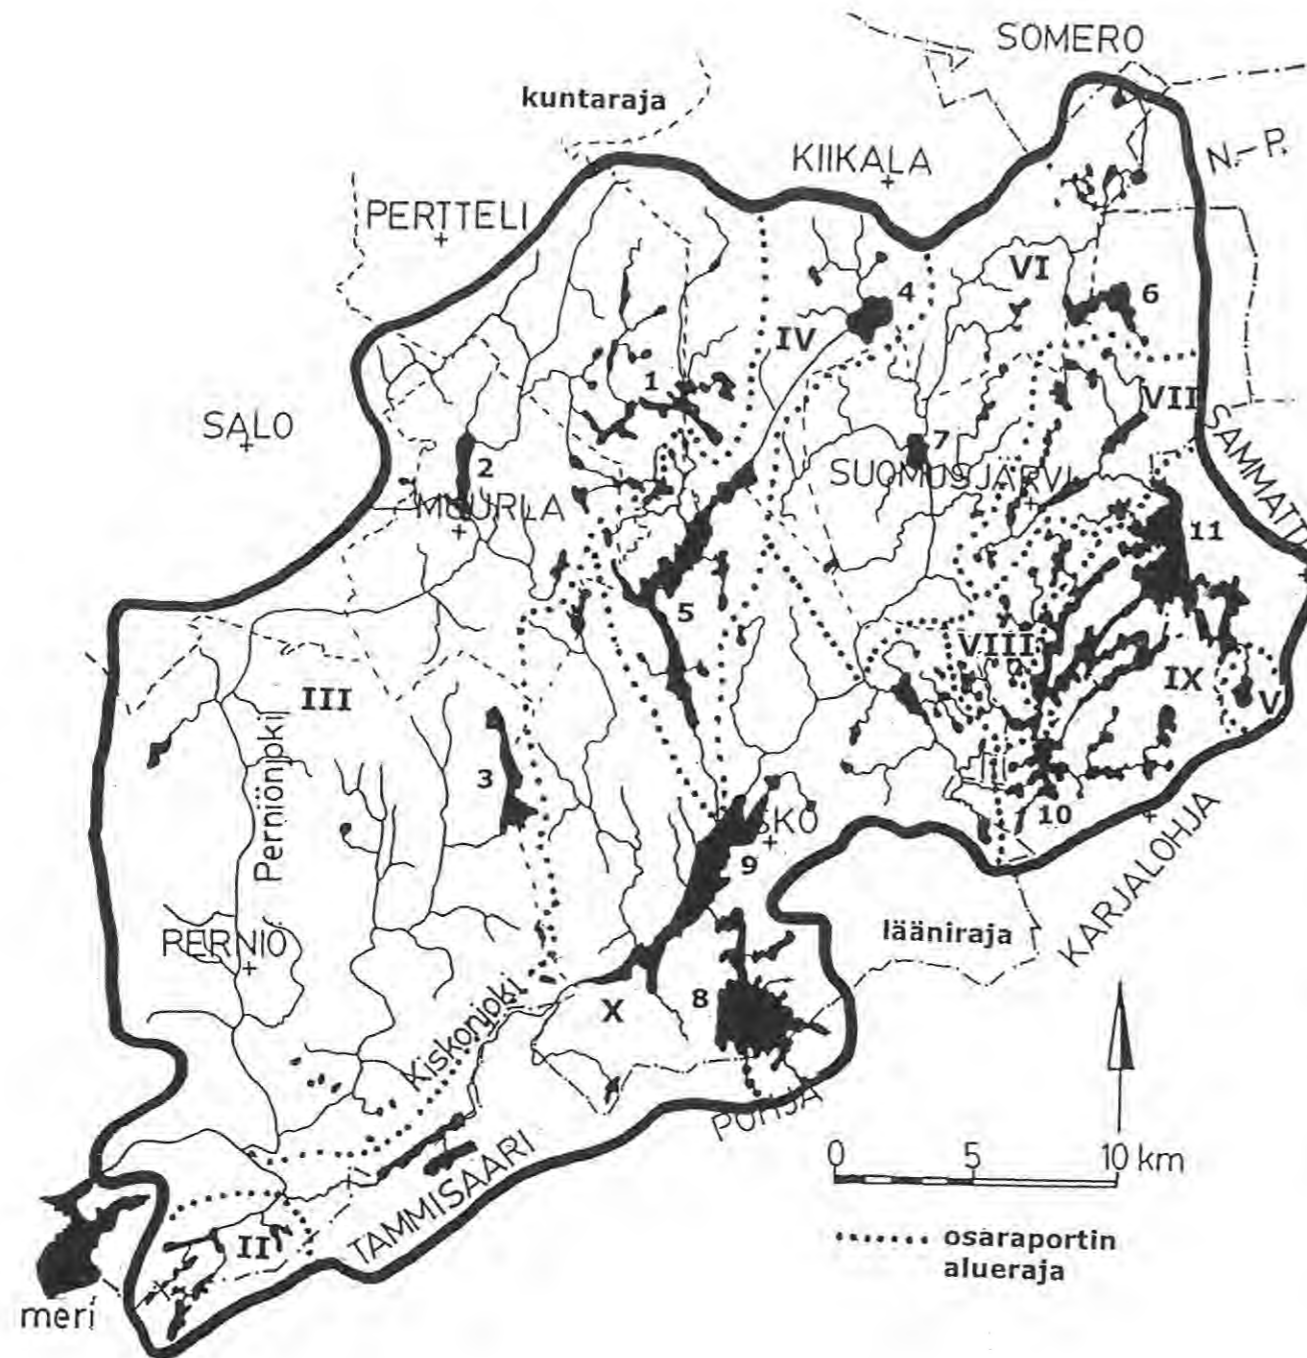 SOMERO
kuntaraja
N.-P.
KIIKALA
PERTTELI
VI
4
6
IV
1
VII
SALO
7
2
SUOMUSJÄRVI
SAMMATTI
MUURLA
11
5
VIII
III
IX
V
Perniönjoki
3
10
9
KARJALOHJA
lääniraja
PERNIÖ
8
X
Kiskonjoki
POHJA
0 5 10 km
TAMMISAARI
osaraportin
alueraja
II
meri